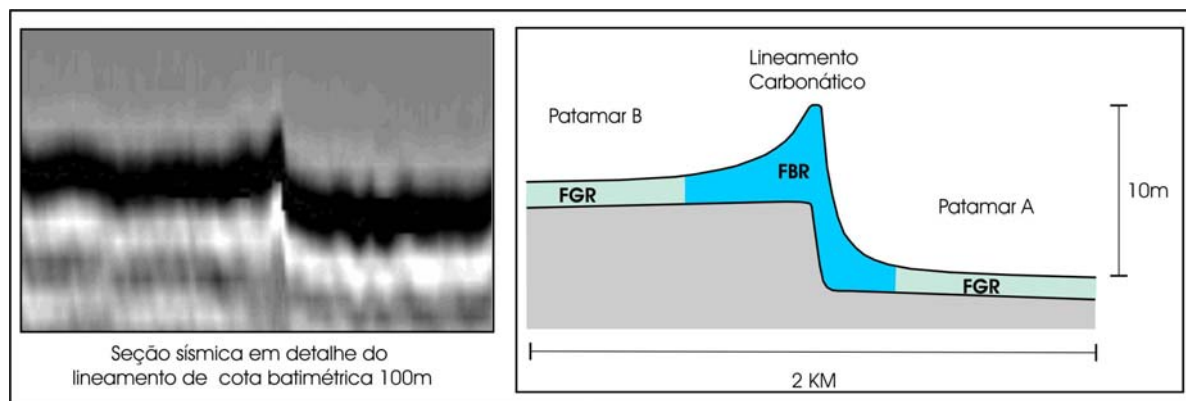 Seção sísmica em detalhe do
lineamento de cota batimétrica 100m
Lineamento
Carbonático
Patamar B
FBR
FGR
Patamar A
10m
FGR
2 KM